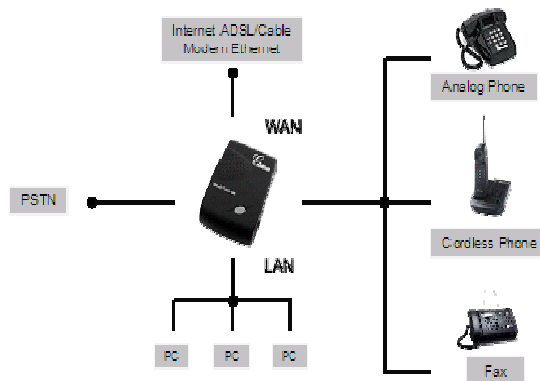 Internet ADSL/Cable
Modem Ethernet
WAN
Analog Phone
PSTN
Cordless Phone
LAN
PC PC PC
Fax